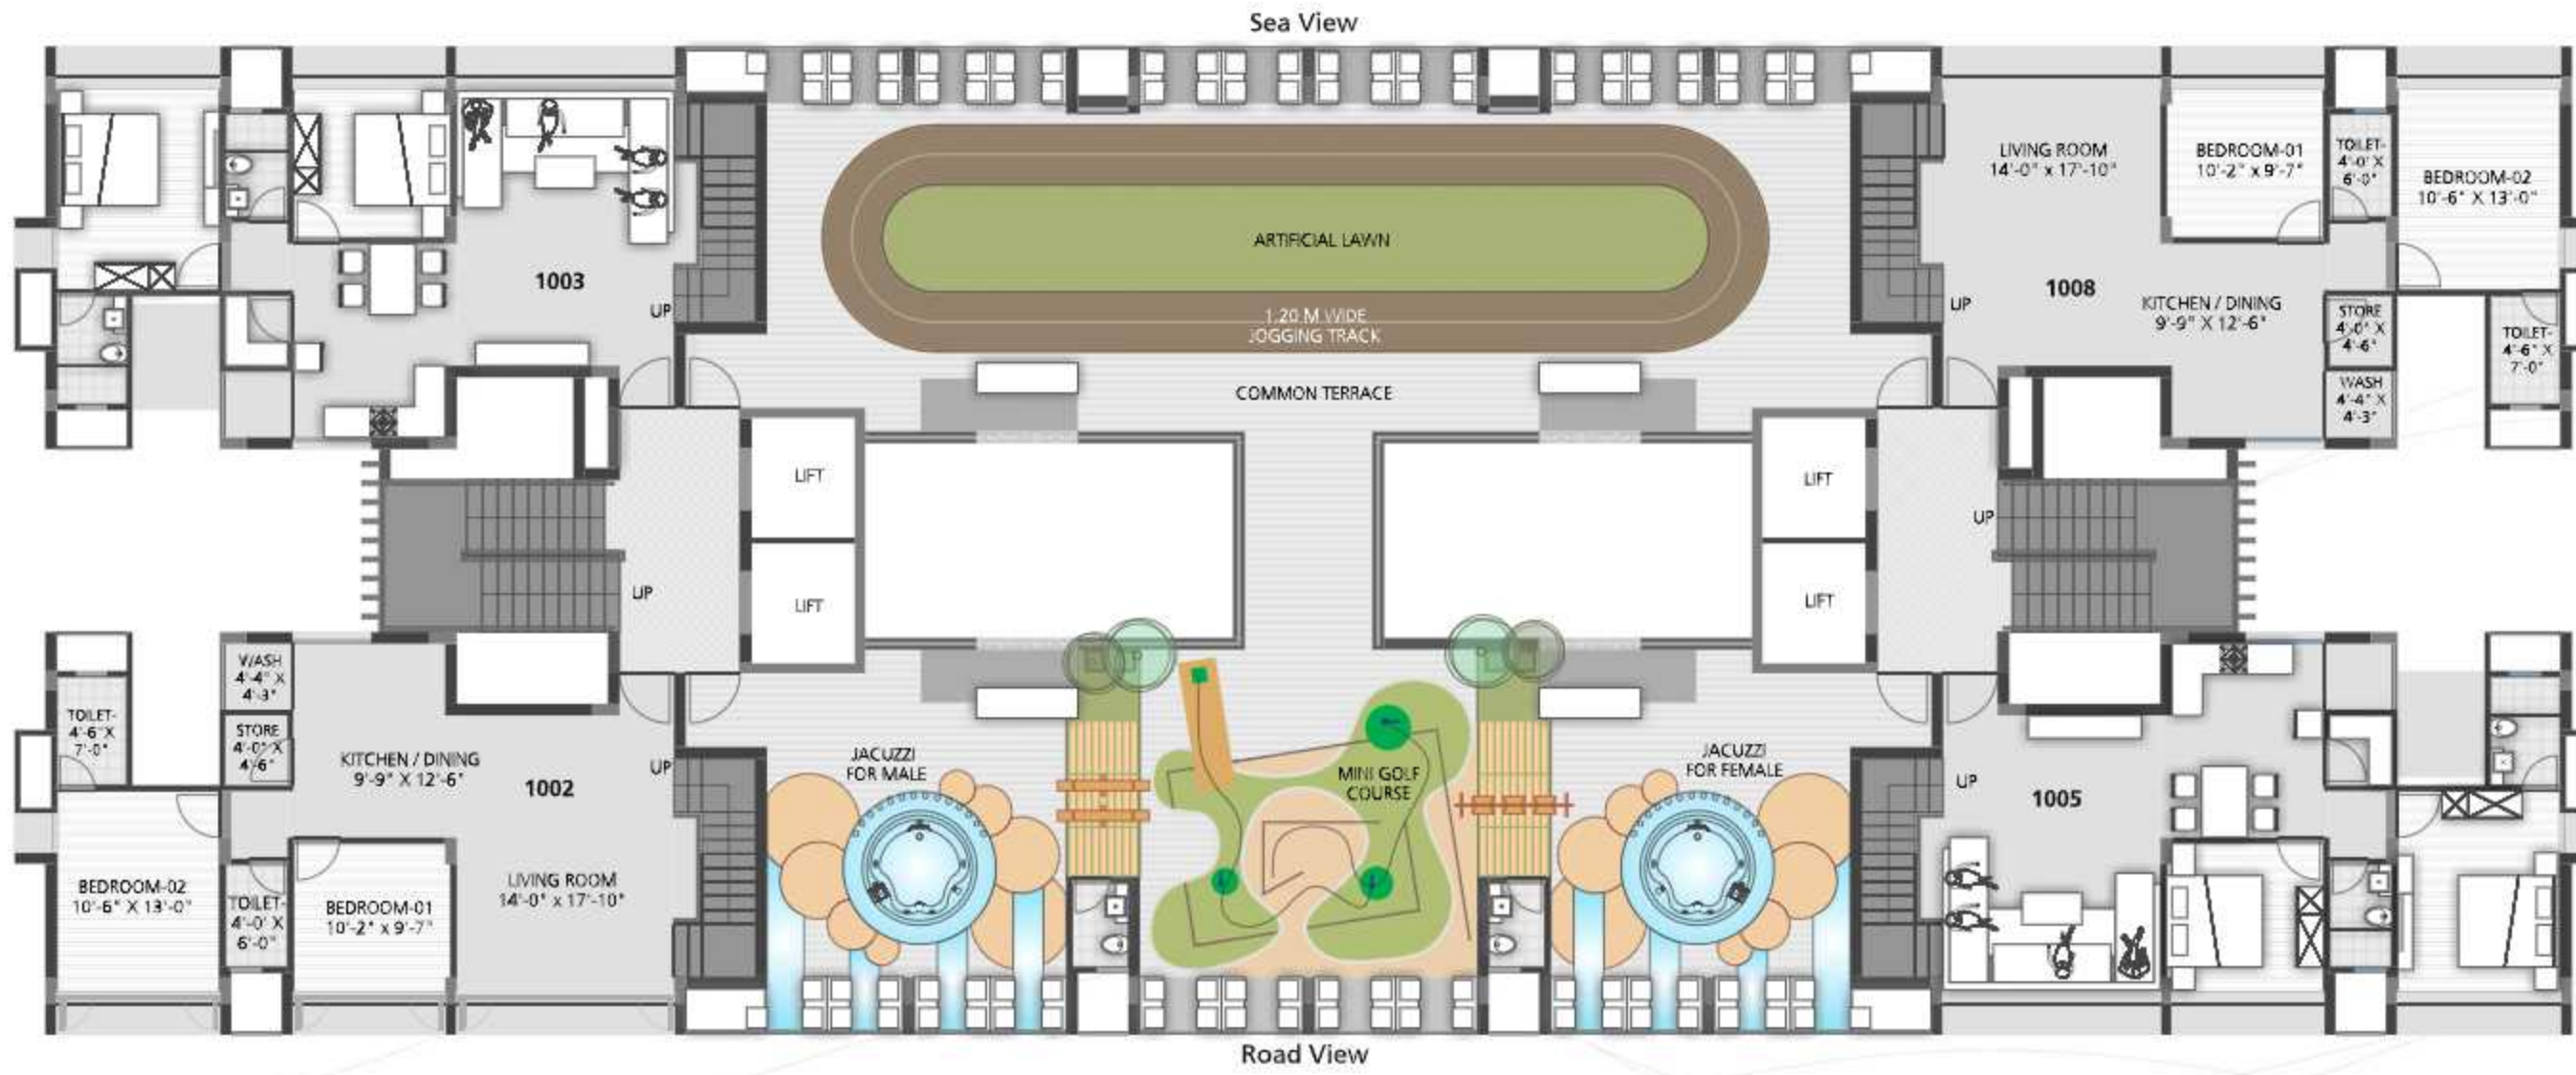 Sea View
LIVING ROOM
14'-0" x 17'-10"
BEDROOM-01
10'-2" x 9'-7"
TOILET-
4'-0' X
6'-0"
BEDROOM-02
10'-6" X 13'-0"
ARTIFICIAL LAWN
1003
UP
1.20 M WIDE
JOGGING TRACK
COMMON TERRACE
1008
UP
KITCHEN / DINING
9'-9" X 12'-6"
STORE
4'-0" X
4'-6"
TOILET-
4'-6" X
7'-0"
WASH
4'-4" X
4'-3"
LIFT
LIFT
UP
LIFT
LIFT
UP
WASH
4'-4" X
4'-3"
TOILET-
4'-6" X
7'-0"
STORE
4'-0" X
4'-6"
KITCHEN / DINING
9'-9" X 12'-6"
1002
UP
JACUZZI
FOR MALE
MINI GOLF
COURSE
JACUZZI
FOR FEMALE
UP
1005
BEDROOM-02
10'-6" X 13'-0"
TOILET-
4'-0' X
6'-0"
BEDROOM-01
10'-2" x 9'-7"
LIVING ROOM
14'-0" x 17'-10"
Road View